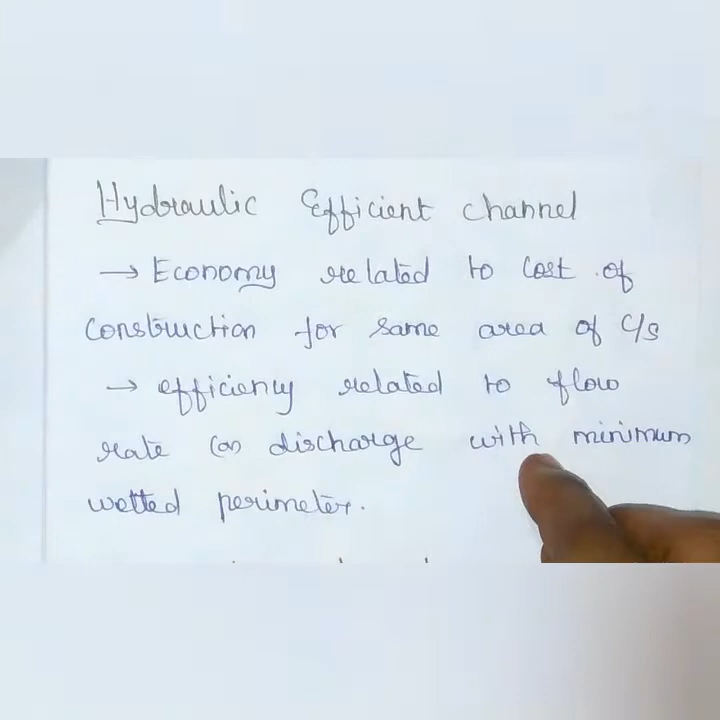 Hydraulic Efficient channel
→ Economy related to cost of
construction for same area of c/s
→ efficieny related to flow
rate (or) discharge with minimum
wetted perimeter.